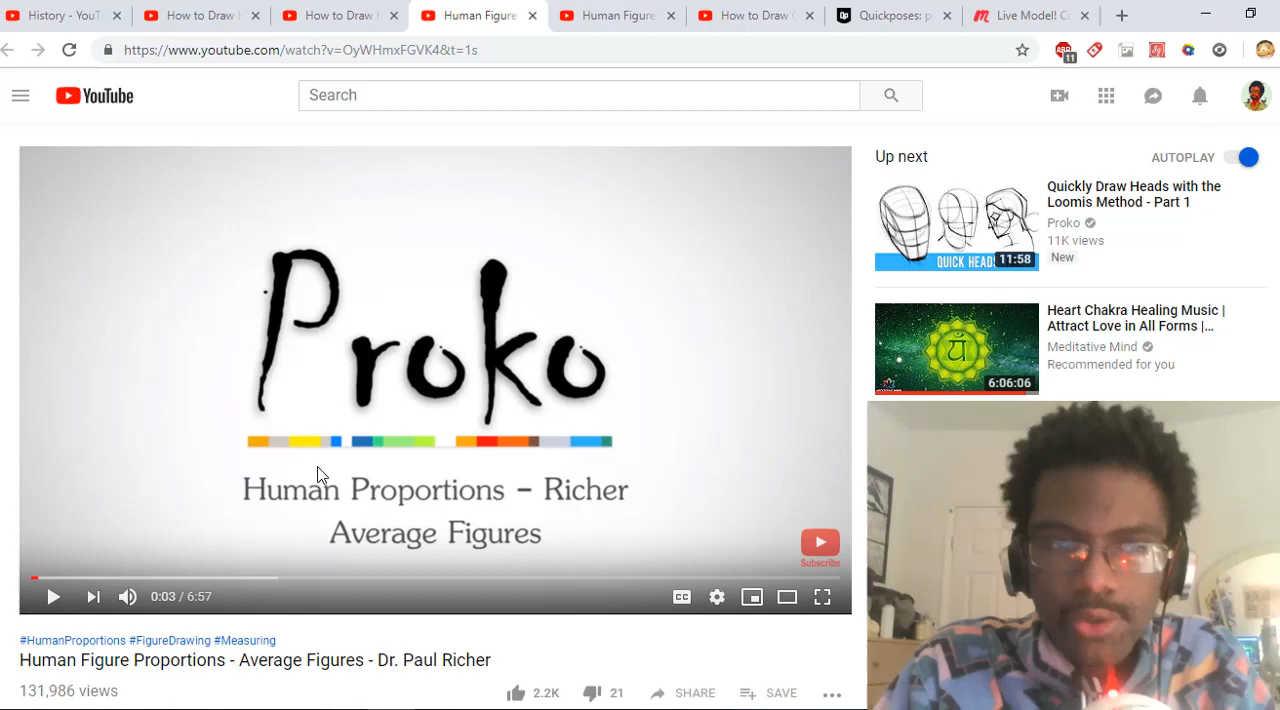 History - YouT
How to Draw
How to Draw
Human Figure
Human Figure
How to Draw
Qp
Quickposes: p
Live Model! C
https://www.youtube.com/watch?v=OyWHmxFGVK4&t=1s
11
YouTube
Search
Proko
Human Proportions – Richer
Average Figures
Subscribe
0:03 / 6:57
CC
#HumanProportions #FigureDrawing #Measuring
Human Figure Proportions - Average Figures - Dr. Paul Richer
131,986 views
2.2K
21
SHARE
SAVE
Up next
AUTOPLAY
QUICK HEADS
11:58
Quickly Draw Heads with the
Loomis Method - Part 1
Proko
11K views
New
6:06:06
Heart Chakra Healing Music |
Attract Love in All Forms |...
Meditative Mind
Recommended for you